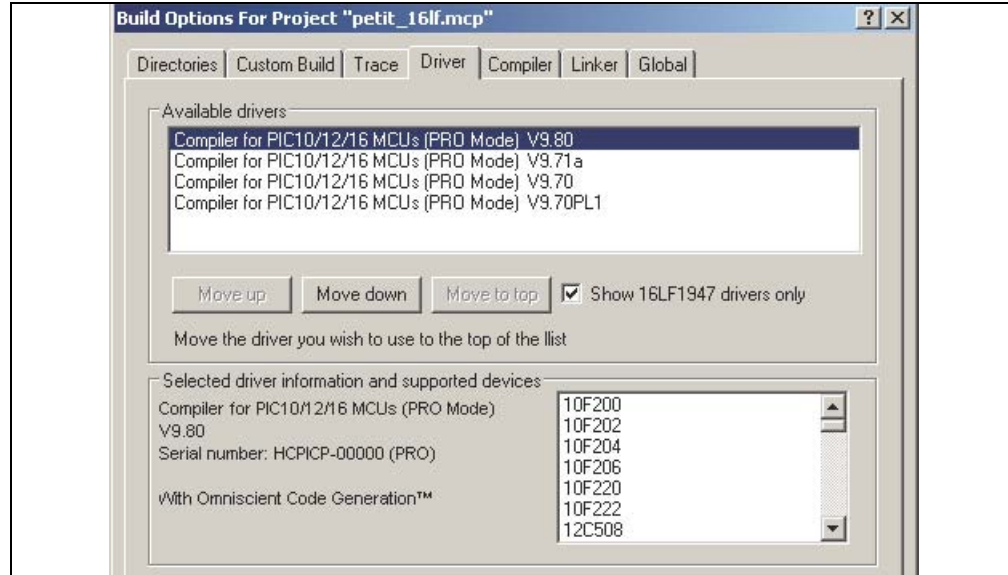 Build Options For Project "petit_16lf.mcp"
Directories Custom Build Trace Driver Compiler Linker Global
Available drivers
Compiler for PIC10/12/16 MCUs (PRO Mode) V9.80
Compiler for PIC10/12/16 MCUs (PRO Mode) V9.71a
Compiler for PIC10/12/16 MCUs (PRO Mode) V9.70
Compiler for PIC10/12/16 MCUs (PRO Mode) V9.70PL1
Move up Move down Move to top Show 16LF1947 drivers only
Move the driver you wish to use to the top of the llist
Selected driver information and supported devices
Compiler for PIC10/12/16 MCUs (PRO Mode)
V9.80
Serial number: HCPICP-00000 (PRO)
With Omniscient Code Generation™
10F200
10F202
10F204
10F206
10F220
10F222
12C508